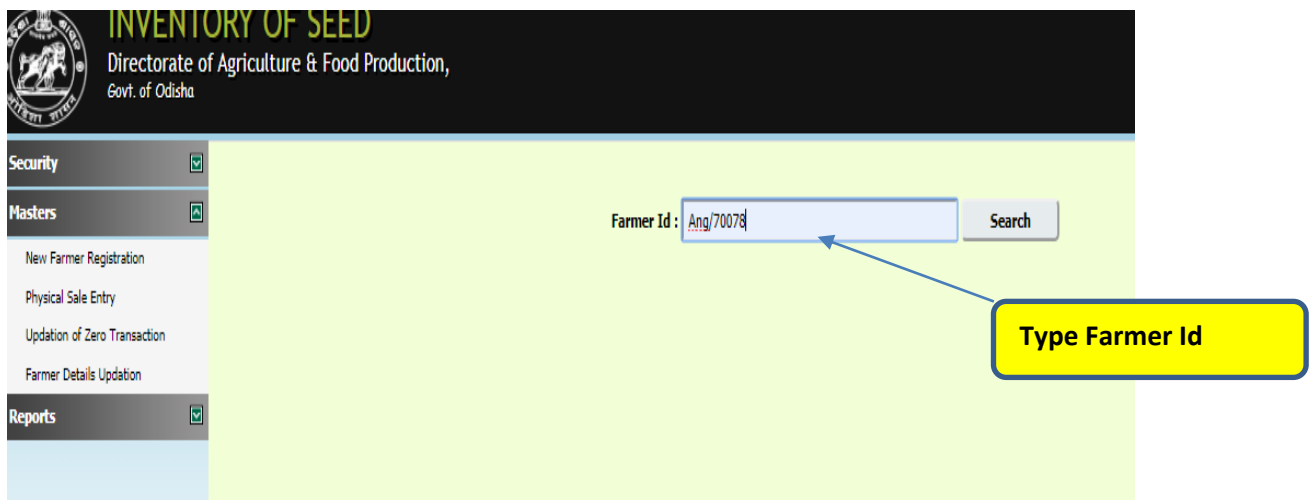 INVENTORY OF SEED
Directorate of Agriculture & Food Production,
Govt. of Odisha
Security
Masters
New Farmer Registration
Physical Sale Entry
Updation of Zero Transaction
Farmer Details Updation
Reports
Farmer Id : Ang/70078 Search
Type Farmer Id